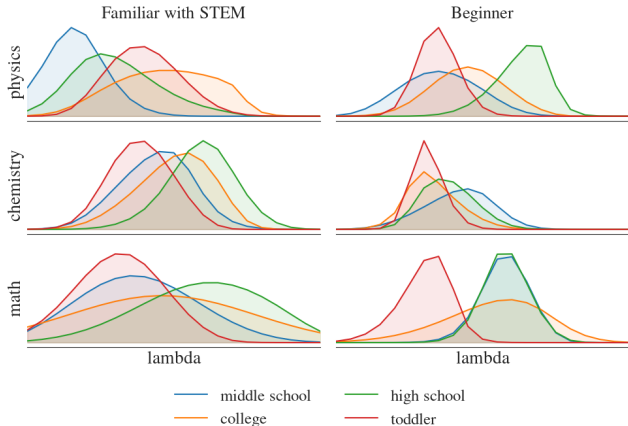 Familiar with STEM
Beginner
physics
chemistry
math
lambda
lambda
middle school
high school
college
toddler